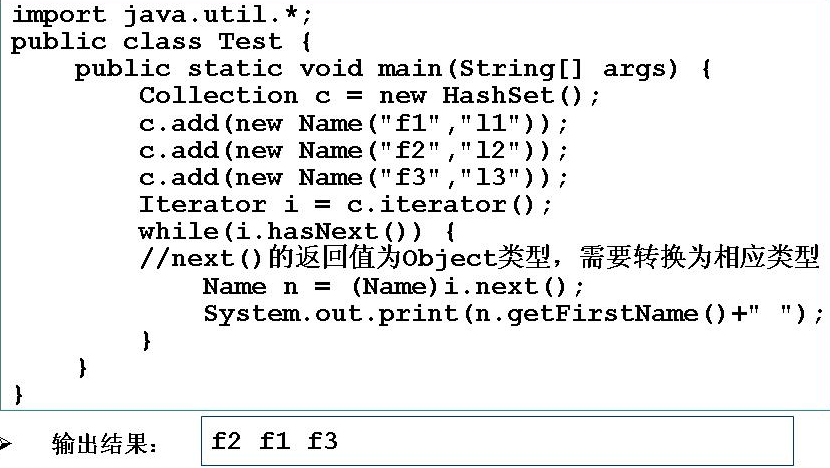 import java.util.*;
public class Test {
    public static void main(String[] args) {
        Collection c = new HashSet();
        c.add(new Name("f1","l1"));
        c.add(new Name("f2","l2"));
        c.add(new Name("f3","l3"));
        Iterator i = c.iterator();
        while(i.hasNext()) {
        //next()的返回值为Object类型，需要转换为相应类型
            Name n = (Name)i.next();
            System.out.print(n.getFirstName()+" ");
        }
    }
}
➢ 输出结果： f2 f1 f3